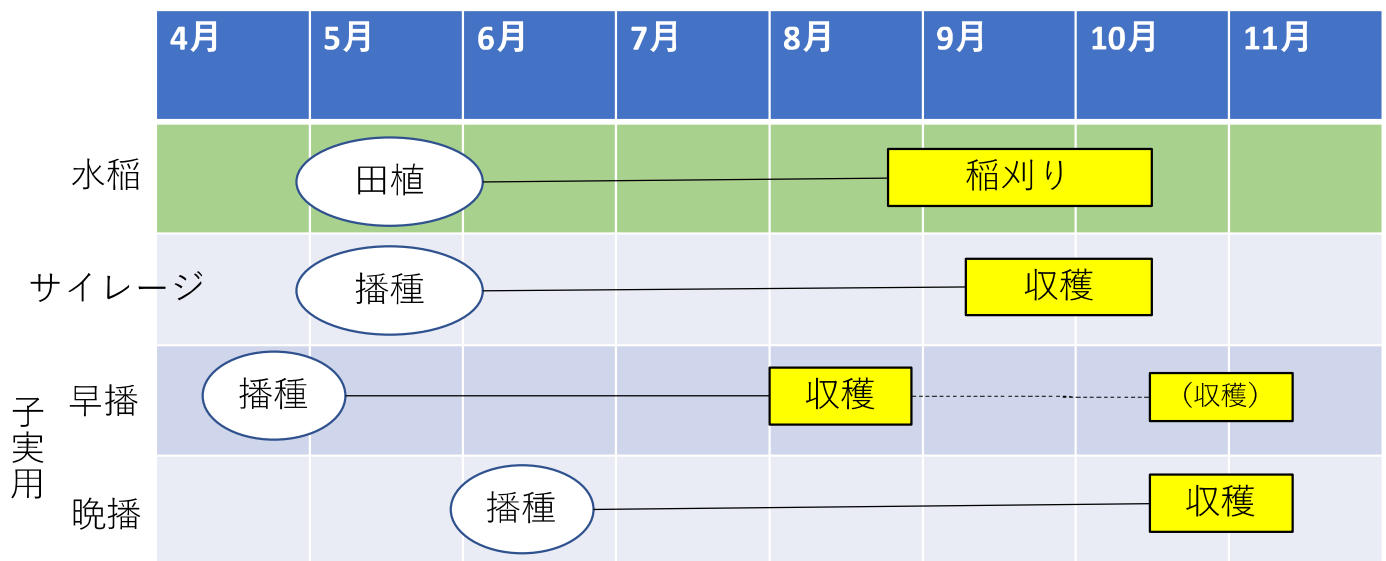 4月 5月 6月 7月 8月 9月 10月 11月
水稲 田植 稲刈り
サイレージ 播種 収穫
子実用
早播 播種 収穫 （収穫）
晩播 播種 収穫